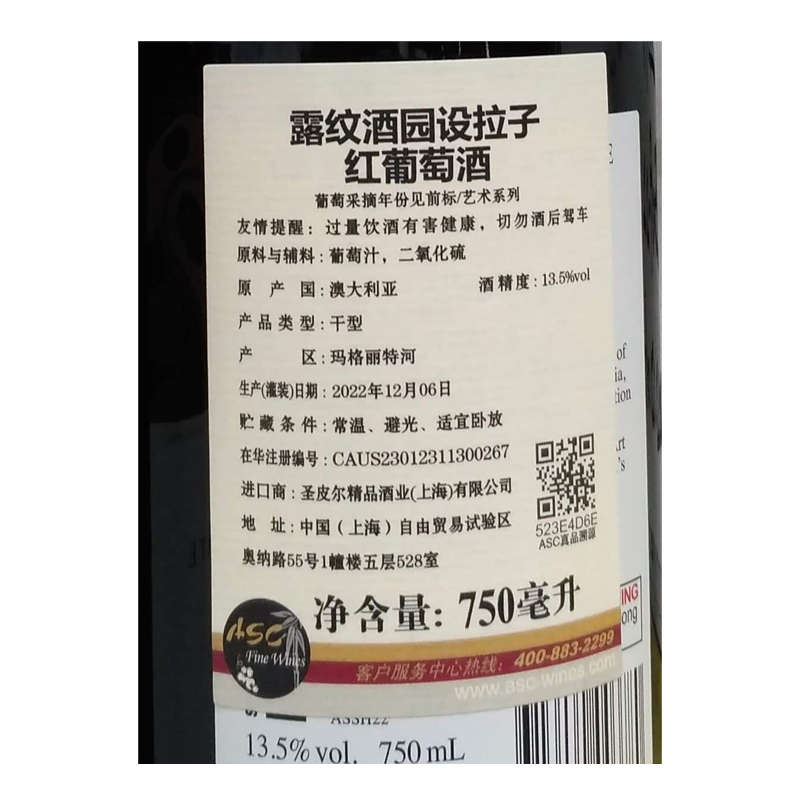 露纹酒园设拉子
红葡萄酒
葡萄采摘年份见前标/艺术系列
友情提醒：过量饮酒有害健康，切勿酒后驾车
原料与辅料：葡萄汁，二氧化硫
原产国：澳大利亚 酒精度：13.5%vol
产品类型：干型
产区：玛格丽特河
生产(灌装)日期：2022年12月06日
贮藏条件：常温、避光、适宜卧放
在华注册编号：CAUS23012311300267
进口商：圣皮尔精品酒业(上海)有限公司
地址：中国（上海）自由贸易试验区
奥纳路55号1幢楼五层528室
523E4D6E
ASC真品溯源
净含量：750毫升
ASC
Fine Wines
客户服务中心热线：400-883-2299
www.asc-wines.com
E
of
ia,
tion
Art
's
ING
ong
ASSH22
13.5% vol. 750 mL